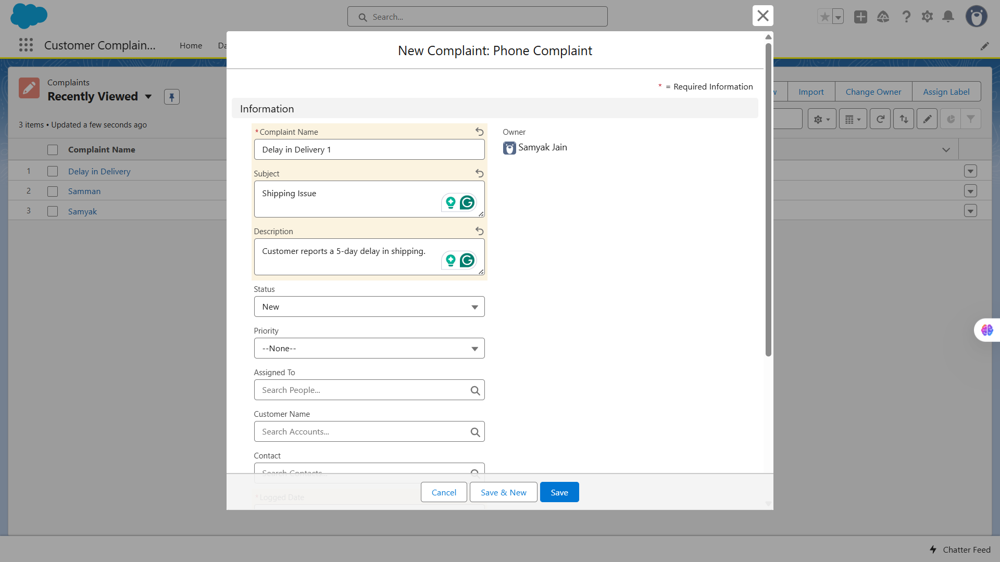 Search...
Customer Complain...
Home
Da
Complaints
Recently Viewed
3 items • Updated a few seconds ago
Import
Change Owner
Assign Label
Complaint Name
1 Delay in Delivery
2 Samman
3 Samyak
New Complaint: Phone Complaint
* = Required Information
Information
*Complaint Name
Delay in Delivery 1
Owner
Samyak Jain
Subject
Shipping Issue
Description
Customer reports a 5-day delay in shipping.
Status
New
Priority
--None--
Assigned To
Search People...
Customer Name
Search Accounts...
Contact
Search Contacts...
*Logged Date
Cancel
Save & New
Save
Chatter Feed